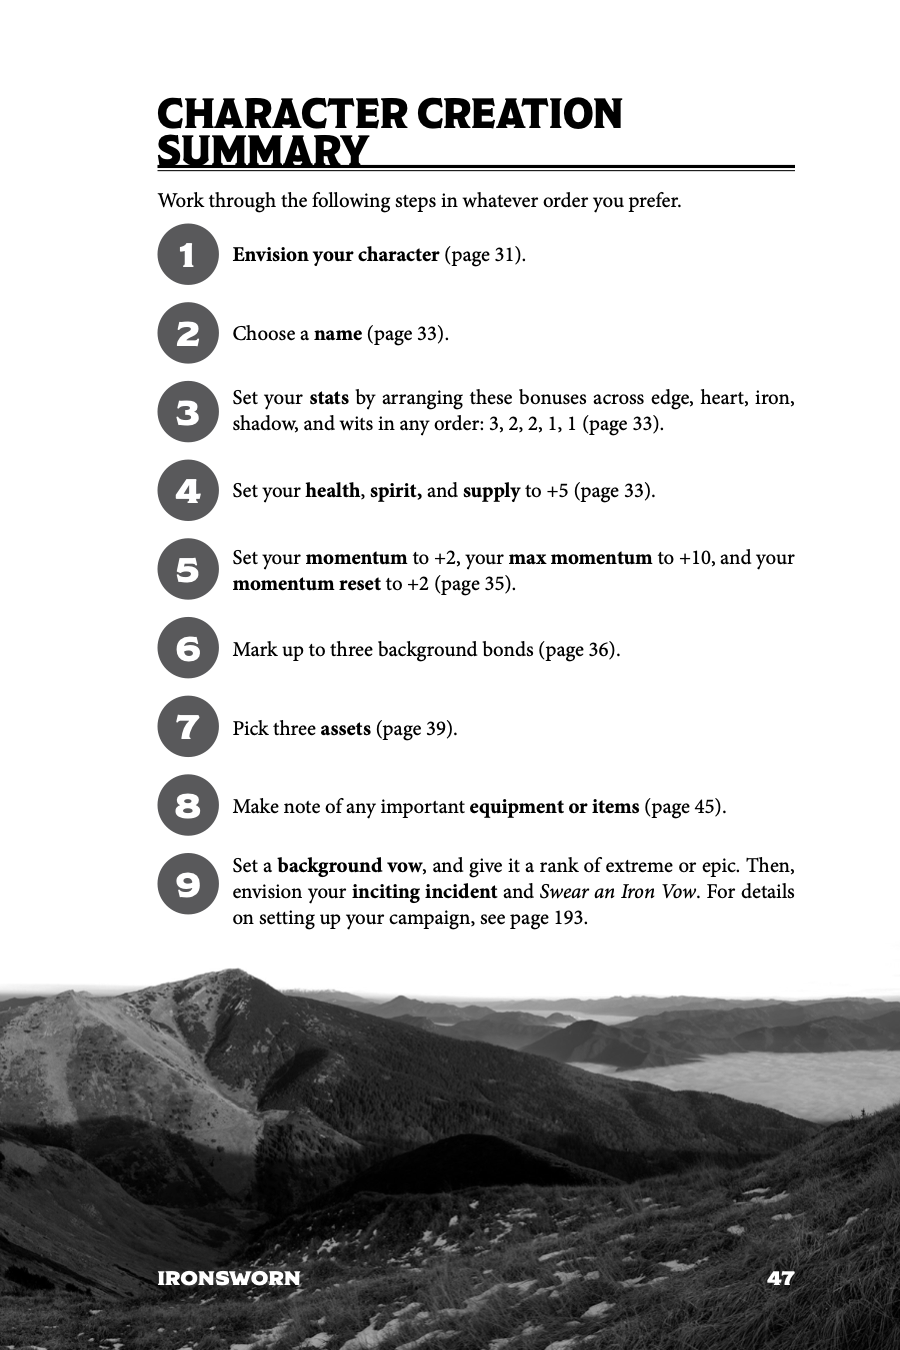 CHARACTER CREATION
SUMMARY
Work through the following steps in whatever order you prefer.
1
Envision your character (page 31).
2
Choose a name (page 33).
3
Set your stats by arranging these bonuses across edge, heart, iron,
shadow, and wits in any order: 3, 2, 2, 1, 1 (page 33).
4
Set your health, spirit, and supply to +5 (page 33).
5
Set your momentum to +2, your max momentum to +10, and your
momentum reset to +2 (page 35).
6
Mark up to three background bonds (page 36).
7
Pick three assets (page 39).
8
Make note of any important equipment or items (page 45).
9
Set a background vow, and give it a rank of extreme or epic. Then,
envision your inciting incident and Swear an Iron Vow. For details
on setting up your campaign, see page 193.
IRONSWORN
47